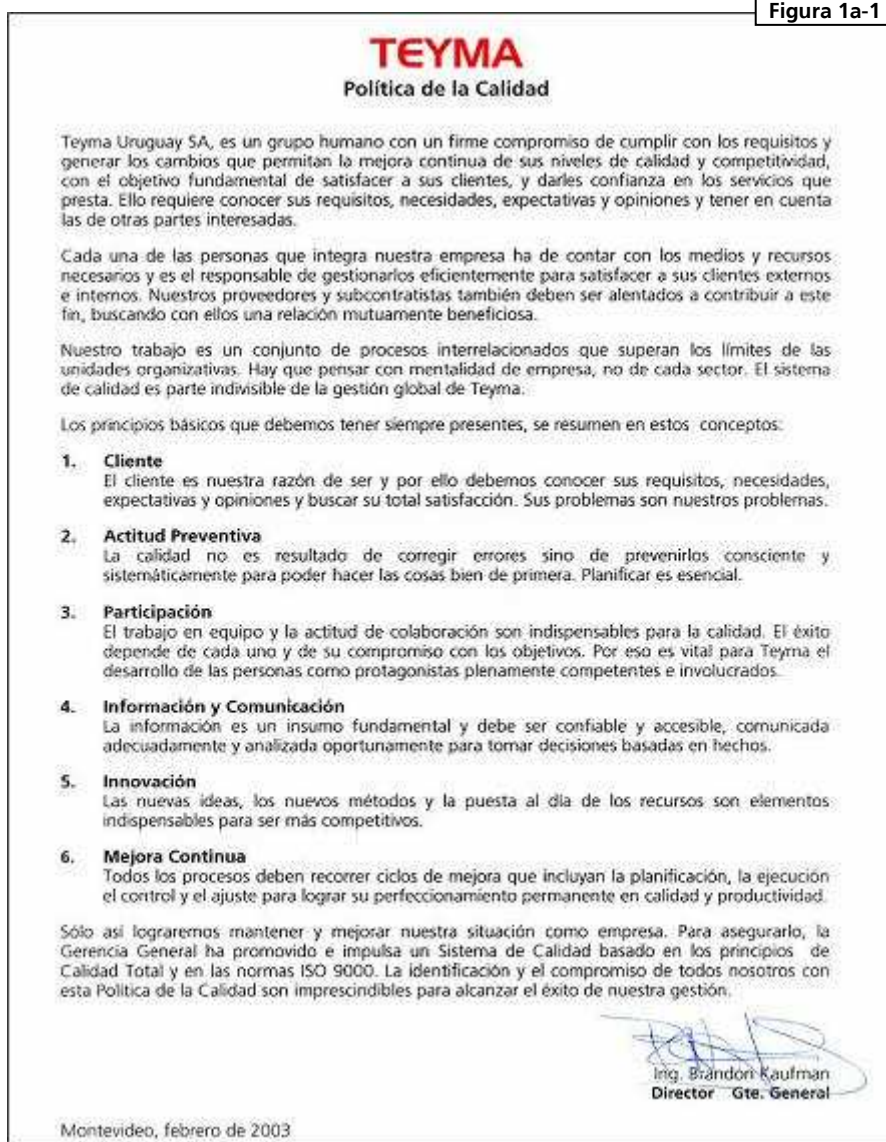 Figura 1a-1
TEYMA
Política de la Calidad
Teyma Uruguay SA, es un grupo humano con un firme compromiso de cumplir con los requisitos y
generar los cambios que permitan la mejora continua de sus niveles de calidad y competitividad,
con el objetivo fundamental de satisfacer a sus clientes, y darles confianza en los servicios que
presta. Ello requiere conocer sus requisitos, necesidades, expectativas y opiniones y tener en cuenta
las de otras partes interesadas.
Cada una de las personas que integra nuestra empresa ha de contar con los medios y recursos
necesarios y es el responsable de gestionarlos eficientemente para satisfacer a sus clientes externos
e internos. Nuestros proveedores y subcontratistas también deben ser alentados a contribuir a este
fin, buscando con ellos una relación mutuamente beneficiosa.
Nuestro trabajo es un conjunto de procesos interrelacionados que superan los límites de las
unidades organizativas. Hay que pensar con mentalidad de empresa, no de cada sector. El sistema
de calidad es parte indivisible de la gestión global de Teyma.
Los principios básicos que debemos tener siempre presentes, se resumen en estos conceptos:
1. Cliente
El cliente es nuestra razón de ser y por ello debemos conocer sus requisitos, necesidades,
expectativas y opiniones y buscar su total satisfacción. Sus problemas son nuestros problemas.
2. Actitud Preventiva
La calidad no es resultado de corregir errores sino de prevenirlos consciente y
sistemáticamente para poder hacer las cosas bien de primera. Planificar es esencial.
3. Participación
El trabajo en equipo y la actitud de colaboración son indispensables para la calidad. El éxito
depende de cada uno y de su compromiso con los objetivos. Por eso es vital para Teyma el
desarrollo de las personas como protagonistas plenamente competentes e involucrados.
4. Información y Comunicación
La información es un insumo fundamental y debe ser confiable y accesible, comunicada
adecuadamente y analizada oportunamente para tomar decisiones basadas en hechos.
5. Innovación
Las nuevas ideas, los nuevos métodos y la puesta al día de los recursos son elementos
indispensables para ser más competitivos.
6. Mejora Continua
Todos los procesos deben recorrer ciclos de mejora que incluyan la planificación, la ejecución
el control y el ajuste para lograr su perfeccionamiento permanente en calidad y productividad.
Sólo así lograremos mantener y mejorar nuestra situación como empresa. Para asegurarlo, la
Gerencia General ha promovido e impulsa un Sistema de Calidad basado en los principios de
Calidad Total y en las normas ISO 9000. La identificación y el compromiso de todos nosotros con
esta Política de la Calidad son imprescindibles para alcanzar el éxito de nuestra gestión.
Ing. Brandon Kaufman
Director Gte. General
Montevideo, febrero de 2003